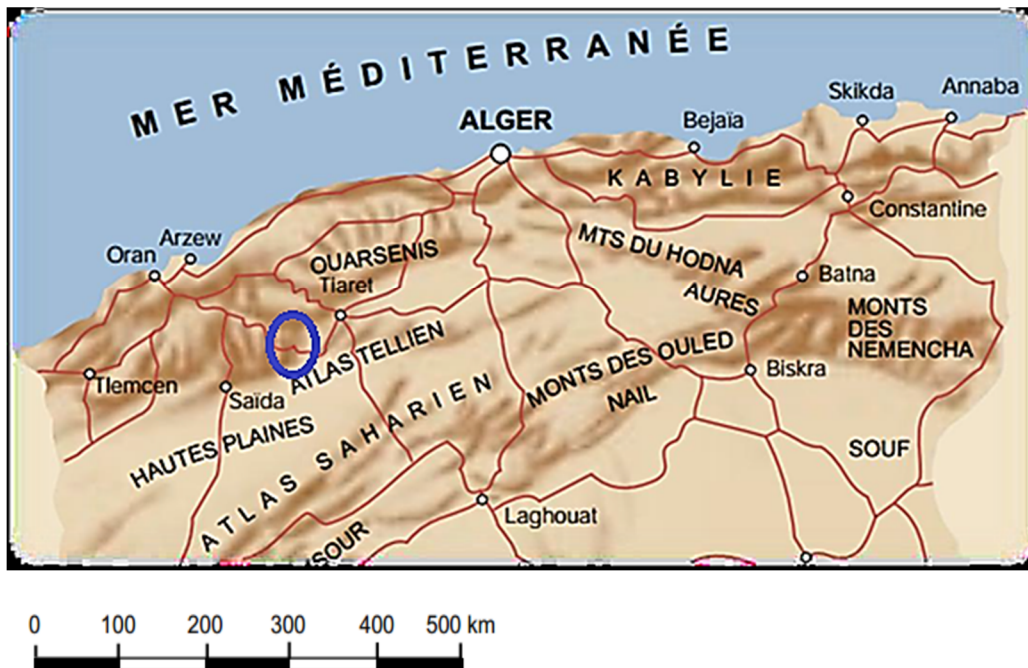 MER MÉDITERRANÉE
Skikda
Annaba
ALGER
Bejaïa
KABYLIE
Constantine
Oran
Arzew
OUARSENIS
MTS DU HODNA
Tiaret
Batna
AURES
MONTS
DES
NEMENCHA
ATLAS TELLIEN
MONTS DES OULED
NAIL
Biskra
Tlemcen
Saïda
HAUTES PLAINES
ATLAS SAHARIEN
SOUF
Laghouat
SOUR
0 100 200 300 400 500 km